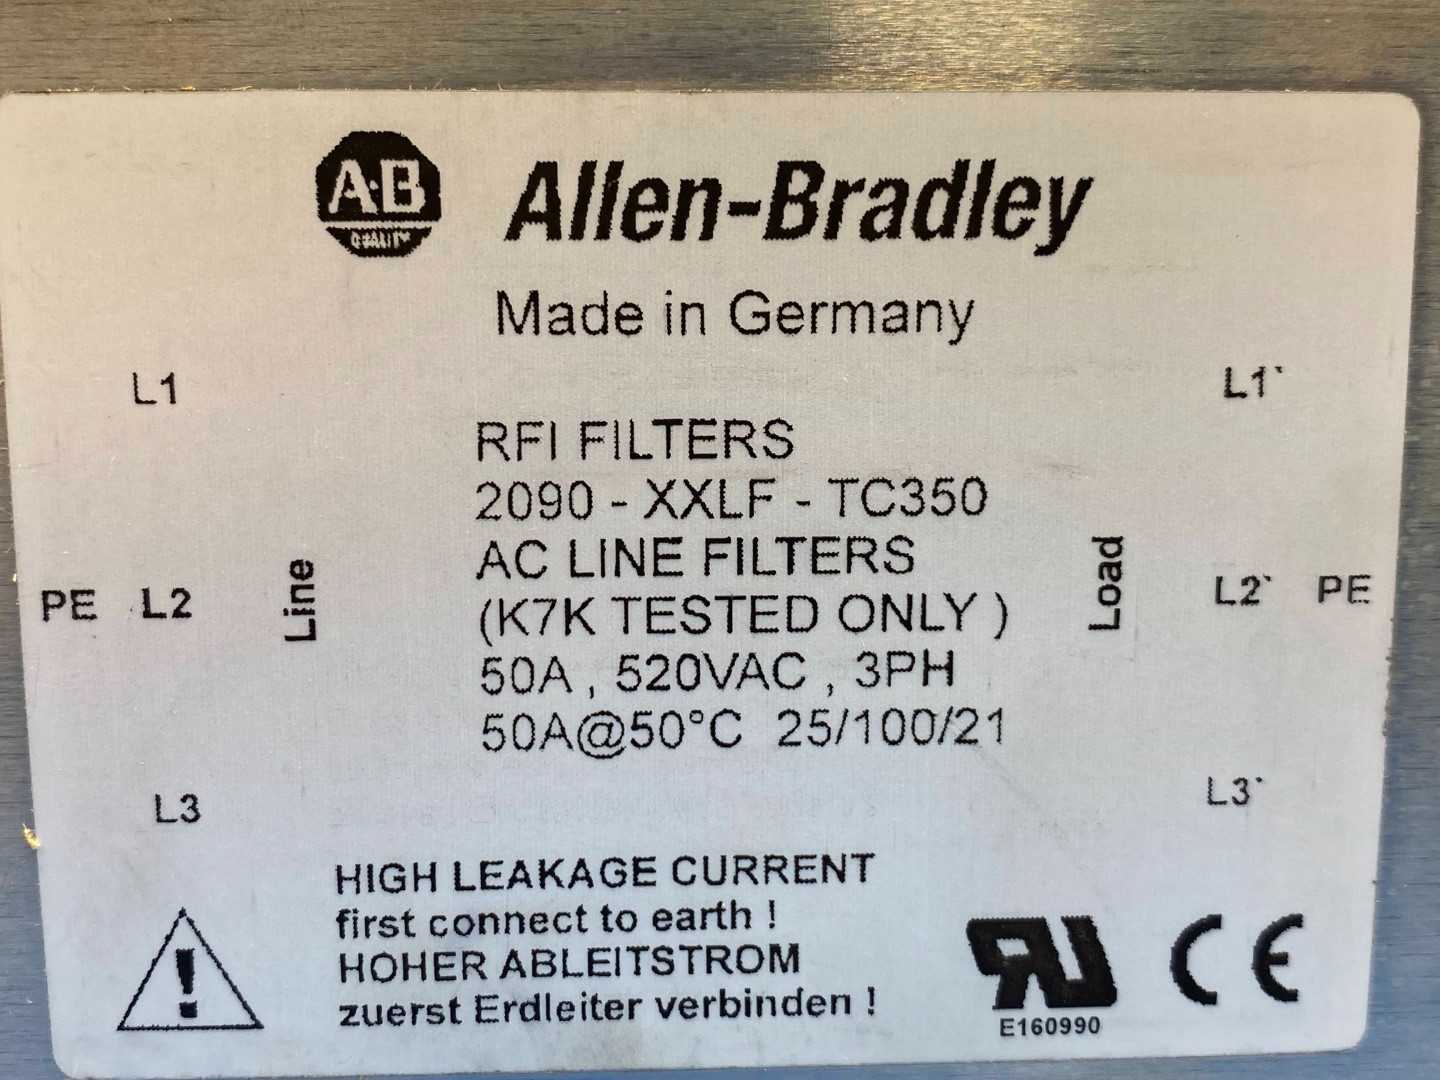 A·B
QUALITY
Allen-Bradley
Made in Germany
L1
L1`
RFI FILTERS
2090 - XXLF - TC350
AC LINE FILTERS
(K7K TESTED ONLY )
50A , 520VAC , 3PH
50A@50°C 25/100/21
PE L2 Line
Load L2` PE
L3
L3`
HIGH LEAKAGE CURRENT
first connect to earth !
HOHER ABLEITSTROM
zuerst Erdleiter verbinden !
!
RU
E160990
CE